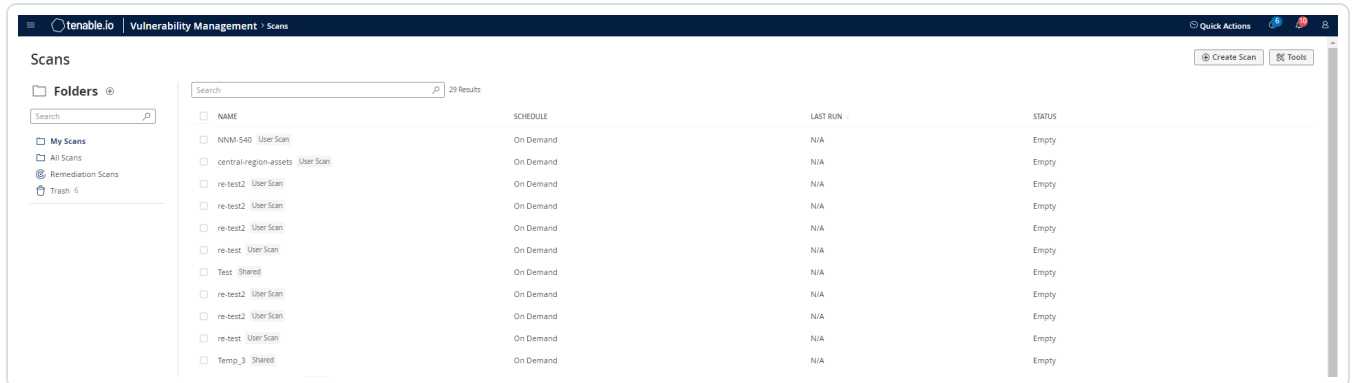 tenable.io Vulnerability Management > Scans Quick Actions 6 10
Scans Create Scan Tools
Folders
Search
My Scans
All Scans
Remediation Scans
Trash 6
Search 29 Results
NAME SCHEDULE LAST RUN STATUS
NNM-540 User Scan On Demand N/A Empty
central-region-assets User Scan On Demand N/A Empty
re-test2 User Scan On Demand N/A Empty
re-test2 User Scan On Demand N/A Empty
re-test2 User Scan On Demand N/A Empty
re-test User Scan On Demand N/A Empty
Test Shared On Demand N/A Empty
re-test2 User Scan On Demand N/A Empty
re-test2 User Scan On Demand N/A Empty
re-test User Scan On Demand N/A Empty
Temp_3 Shared On Demand N/A Empty